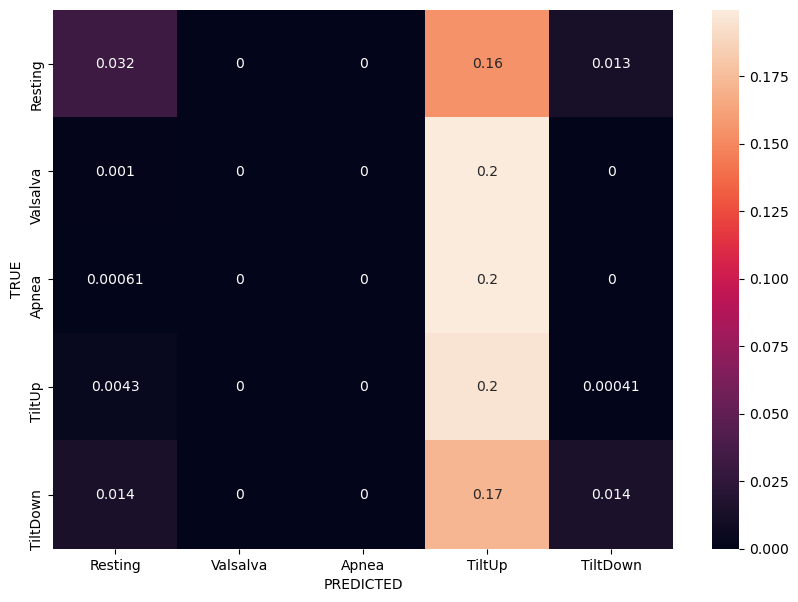 Resting 0.032 0 0 0.16 0.013
Valsalva 0.001 0 0 0.2 0
Apnea 0.00061 0 0 0.2 0
TiltUp 0.0043 0 0 0.2 0.00041
TiltDown 0.014 0 0 0.17 0.014
TRUE
Resting Valsalva Apnea TiltUp TiltDown
PREDICTED
0.175
0.150
0.125
0.100
0.075
0.050
0.025
0.000